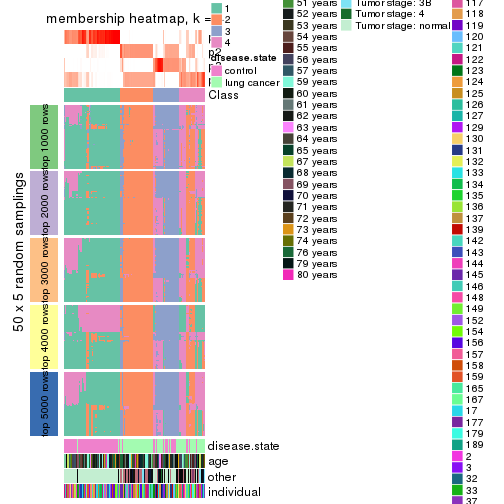 membership heatmap, k =
1
2
3
4
p2
disease.state
control
lung cancer
Class
50 x 5 random samplings
top 1000 rows
top 2000 rows
top 3000 rows
top 4000 rows
top 5000 rows
disease.state
age
other
individual
51 years
52 years
53 years
54 years
55 years
56 years
57 years
59 years
60 years
61 years
62 years
63 years
64 years
65 years
67 years
68 years
69 years
70 years
71 years
72 years
73 years
74 years
76 years
79 years
80 years
Tumor stage: 3B
Tumor stage: 4
Tumor stage: normal
117
118
119
120
121
122
123
124
125
126
127
129
130
131
132
133
134
135
136
137
139
142
143
144
145
146
148
149
152
154
156
157
158
159
165
167
17
177
179
189
2
3
32
33
37